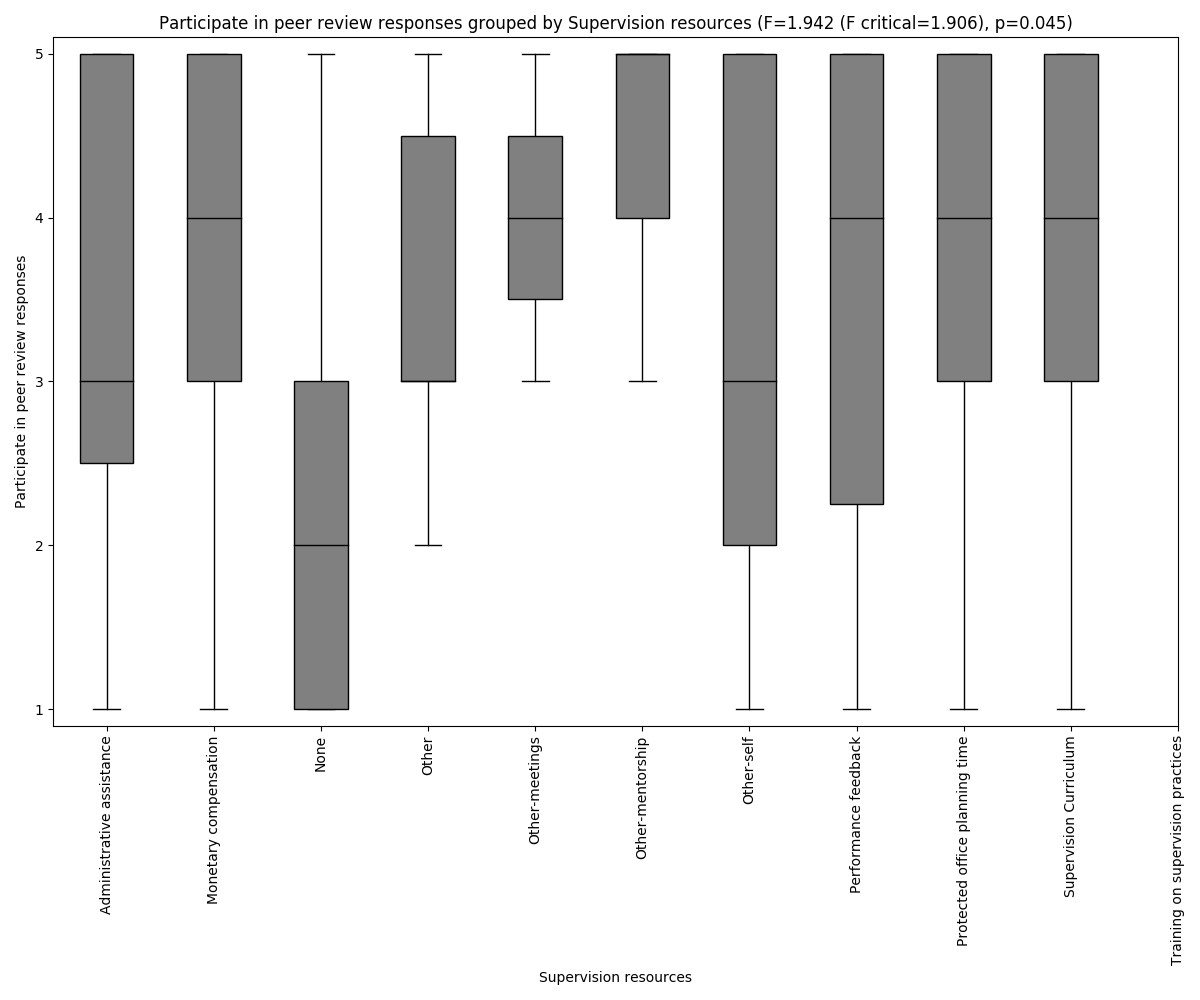 Participate in peer review responses grouped by Supervision resources (F=1.942 (F critical=1.906), p=0.045)
Participate in peer review responses
5
4
3
2
1
Administrative assistance
Monetary compensation
None
Other
Other-meetings
Other-mentorship
Other-self
Performance feedback
Protected office planning time
Supervision Curriculum
Training on supervision practices
Supervision resources